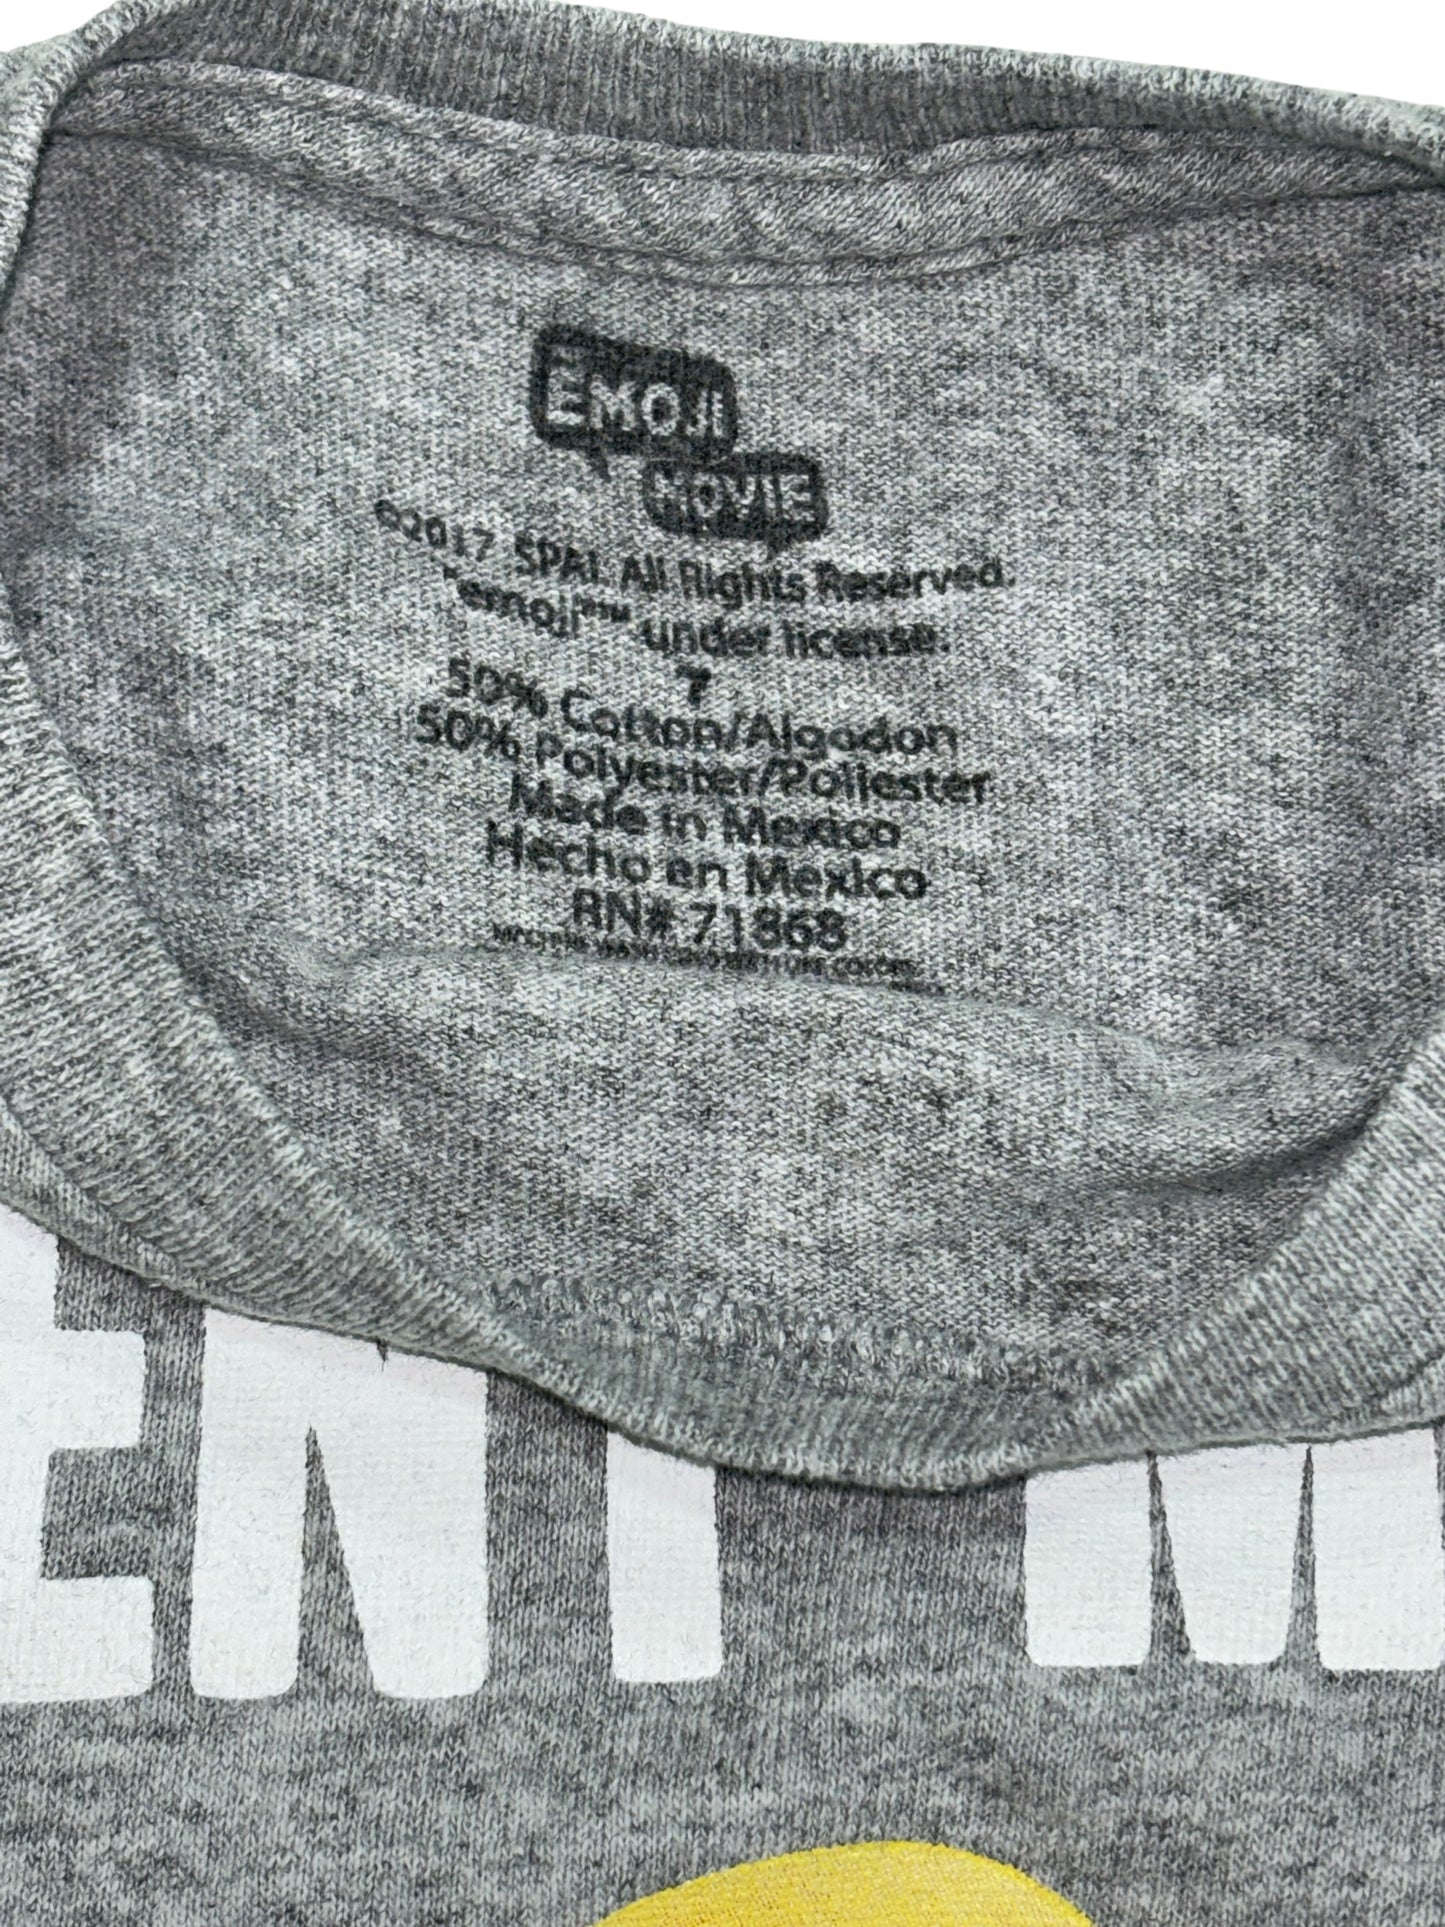 EMOJI
MOVIE
©2017 SPAI. All Rights Reserved.
"emoji"™ under license.
7
50% Cotton/Algodon
50% Polyester/Poliester
Made in Mexico
Hecho en Mexico
RN# 71868
ENT M